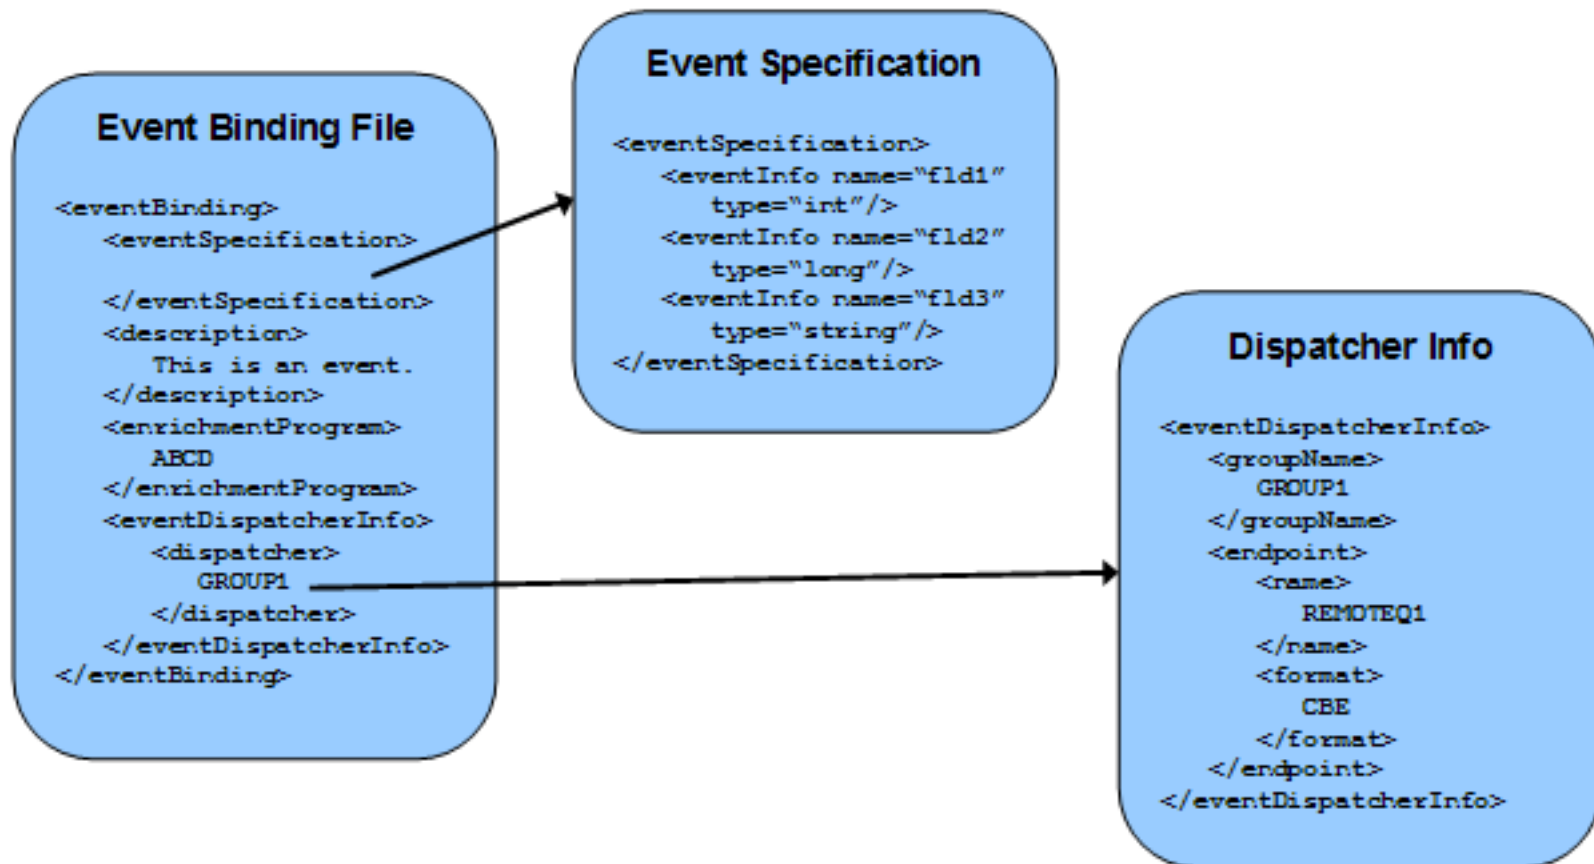 Event Binding File
<eventBinding>
<eventSpecification>
</eventSpecification>
<description>
This is an event.
</description>
<enrichmentProgram>
ABCD
</enrichmentProgram>
<eventDispatcherInfo>
<dispatcher>
GROUP1
</dispatcher>
</eventDispatcherInfo>
</eventBinding>
Event Specification
<eventSpecification>
<eventInfo name=“fld1”
type=“int”/>
<eventInfo name=“fld2”
type=“long”/>
<eventInfo name=“fld3”
type=“string”/>
</eventSpecification>
Dispatcher Info
<eventDispatcherInfo>
<groupName>
GROUP1
</groupName>
<endpoint>
<name>
REMOTEQ1
</name>
<format>
CBE
</format>
</endpoint>
</eventDispatcherInfo>